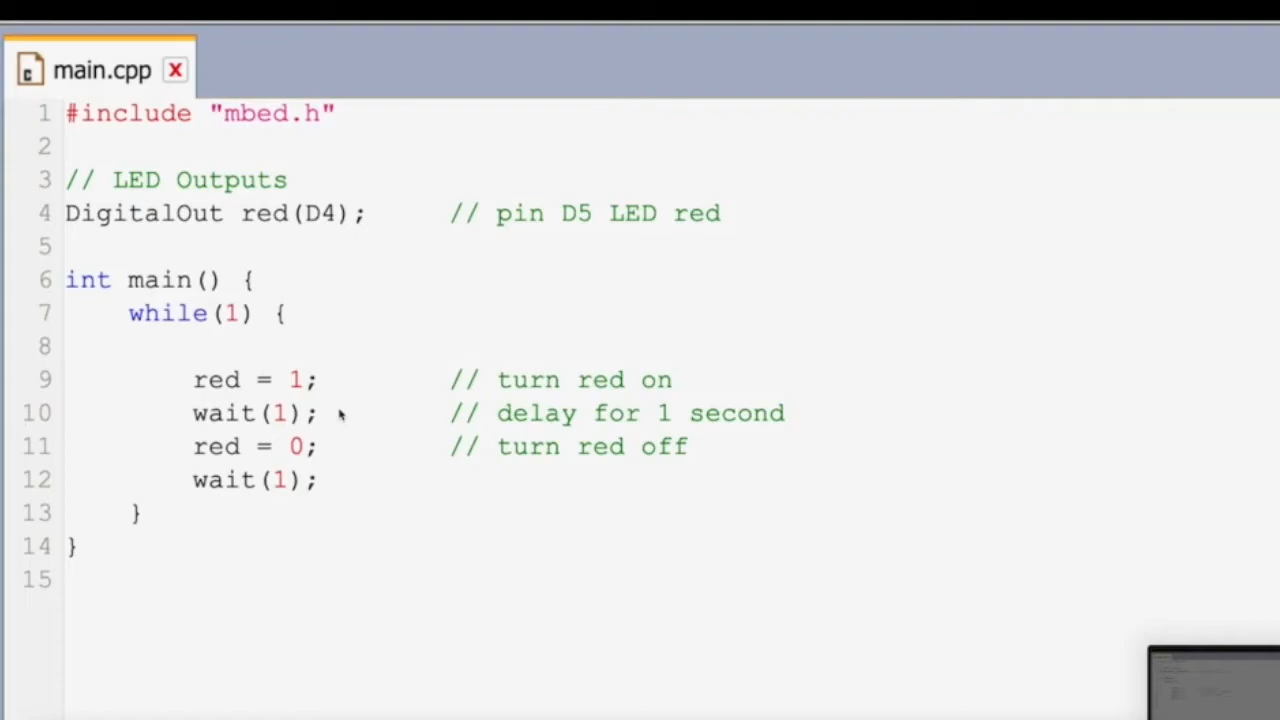 main.cpp
1 #include "mbed.h"
2
3 // LED Outputs
4 DigitalOut red(D4);     // pin D5 LED red
5
6 int main() {
7     while(1) {
8
9         red = 1;        // turn red on
10         wait(1);        // delay for 1 second
11         red = 0;        // turn red off
12         wait(1);
13     }
14 }
15